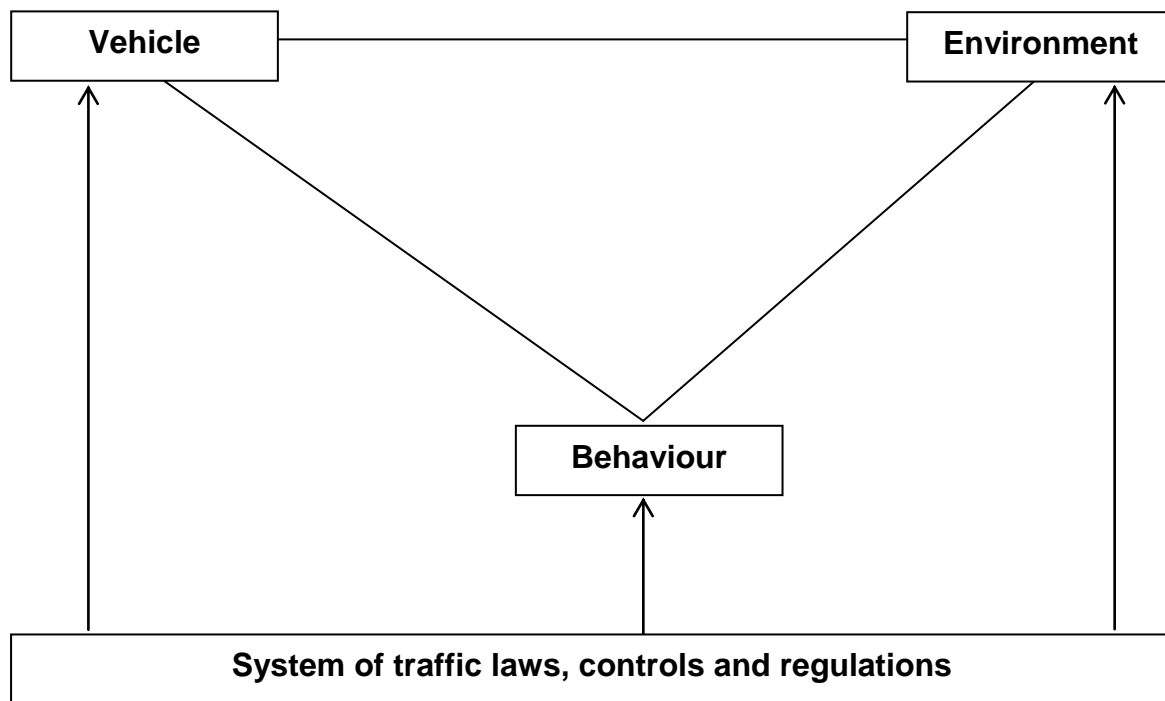 Vehicle
Environment
Behaviour
System of traffic laws, controls and regulations